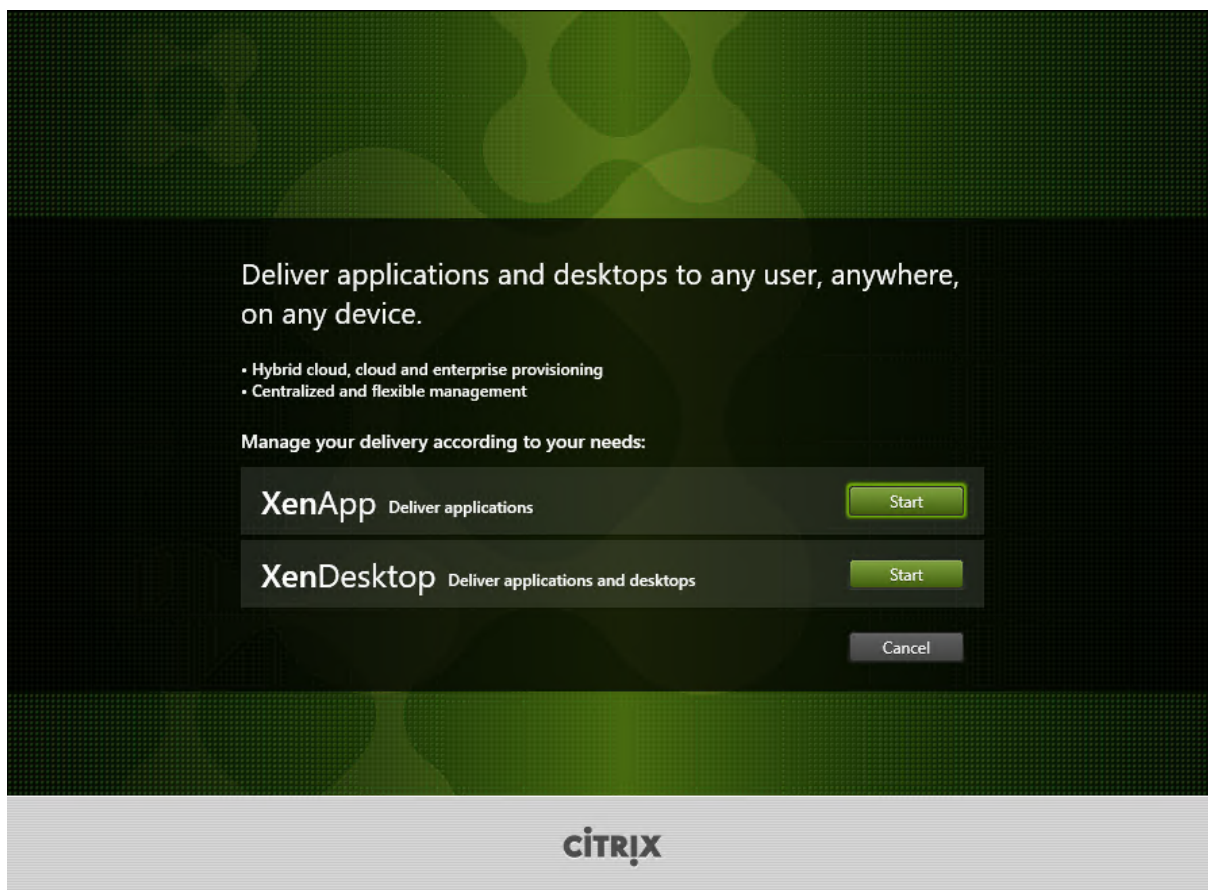 Deliver applications and desktops to any user, anywhere,
on any device.
• Hybrid cloud, cloud and enterprise provisioning
• Centralized and flexible management
Manage your delivery according to your needs:
XenApp Deliver applications Start
XenDesktop Deliver applications and desktops Start
Cancel
CİTRIX